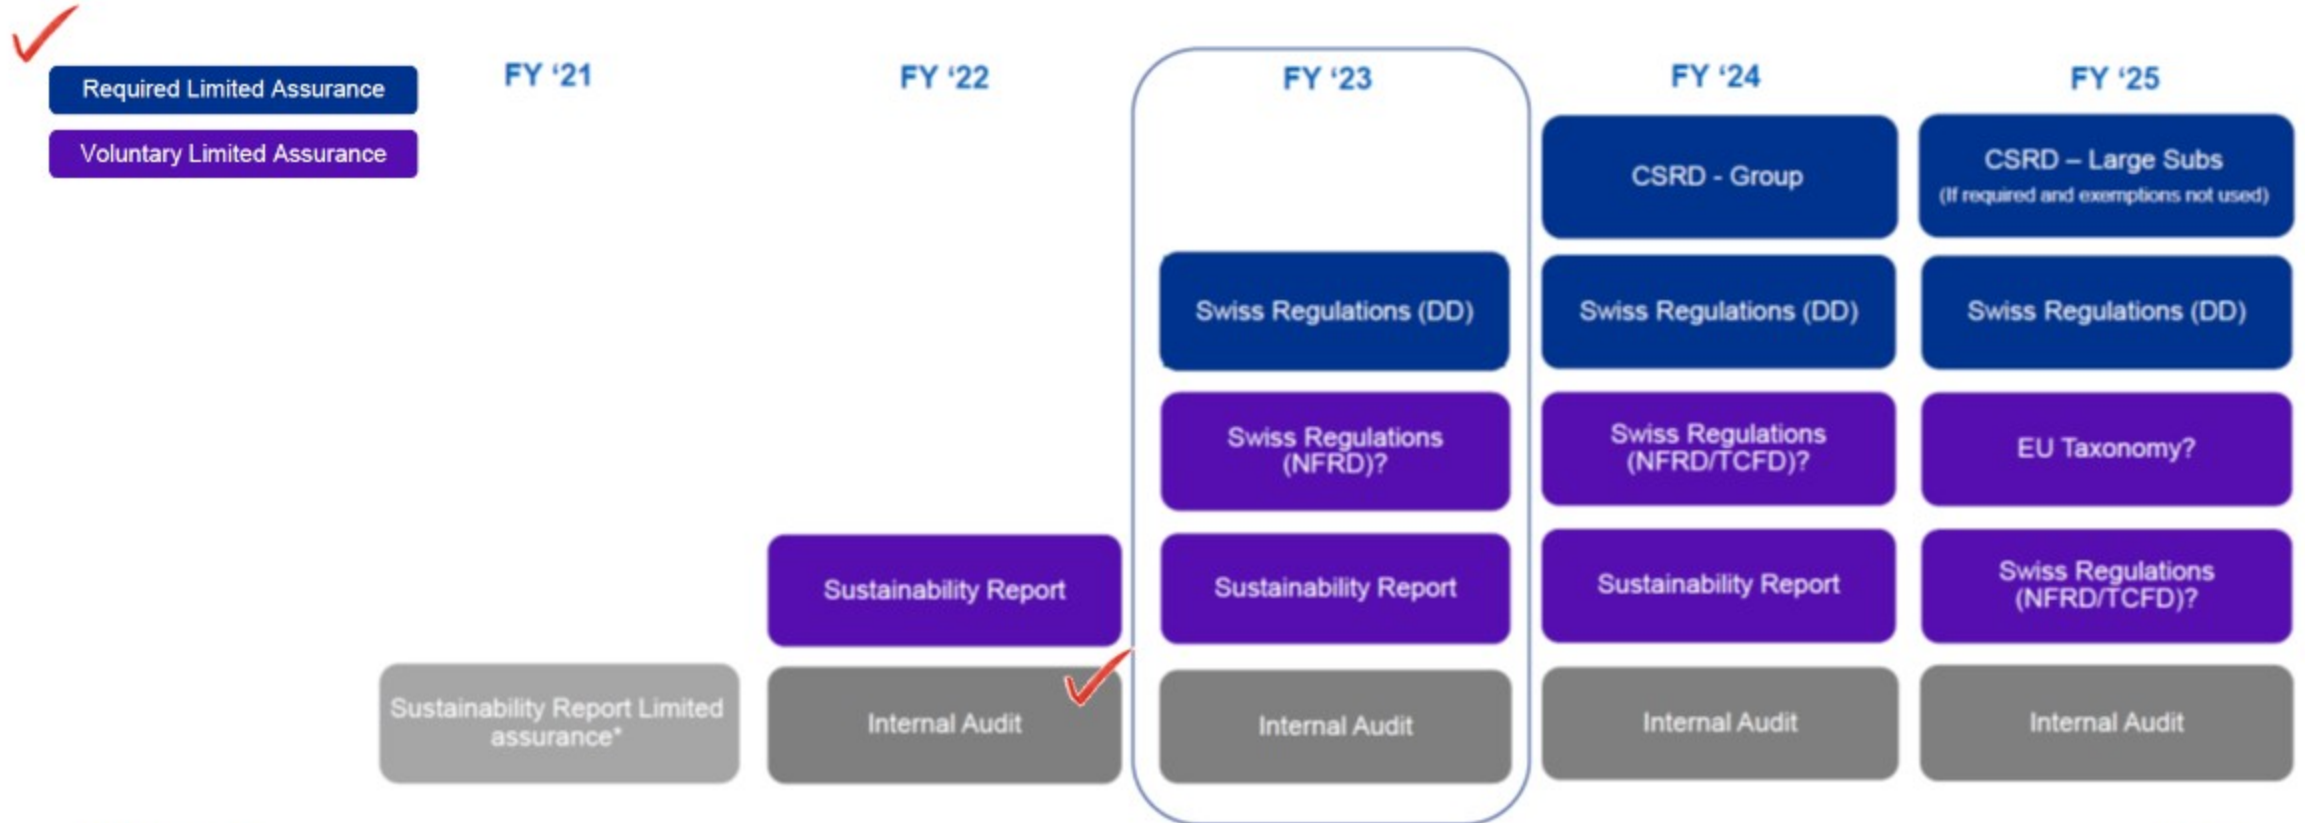 Required Limited Assurance
Voluntary Limited Assurance
FY ‘21
FY ‘22
FY ‘23
FY ‘24
FY ‘25
CSRD - Group
CSRD – Large Subs
(If required and exemptions not used)
Swiss Regulations (DD)
Swiss Regulations (DD)
Swiss Regulations (DD)
Swiss Regulations
(NFRD)?
Swiss Regulations
(NFRD/TCFD)?
EU Taxonomy?
Sustainability Report
Sustainability Report
Sustainability Report
Swiss Regulations
(NFRD/TCFD)?
Sustainability Report Limited
assurance*
Internal Audit
Internal Audit
Internal Audit
Internal Audit